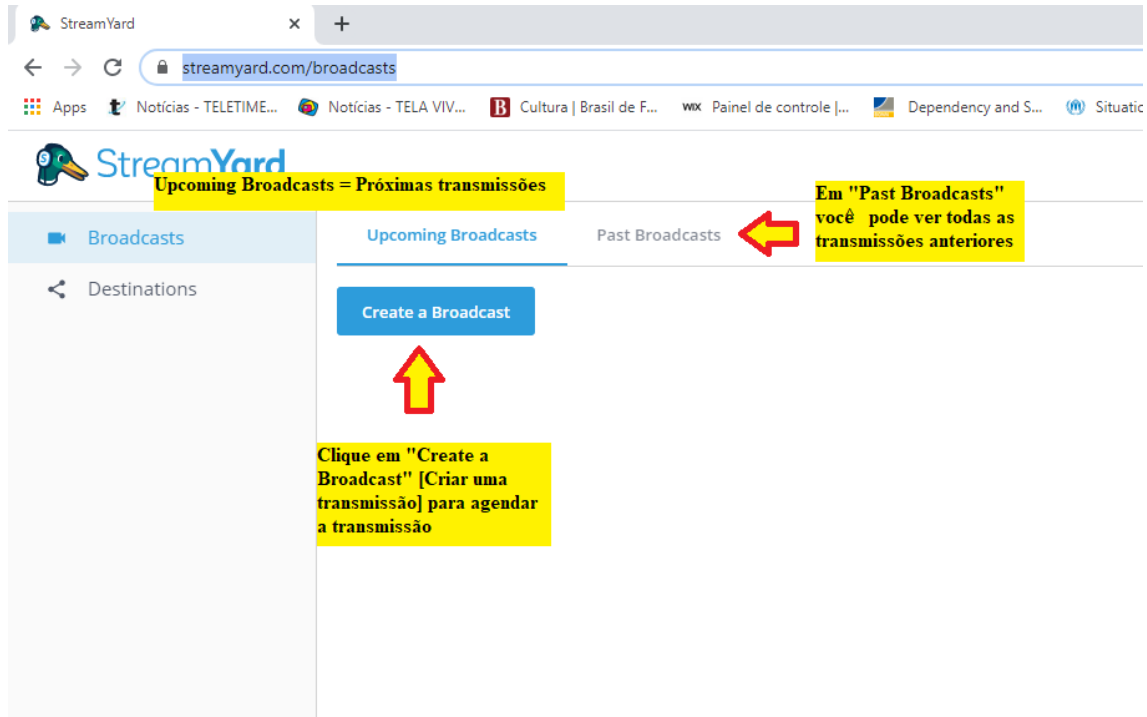 StreamYard
streamyard.com/broadcasts
Apps Notícias - TELETIME... Notícias - TELA VIV... Cultura | Brasil de F... WIX Painel de controle |... Dependency and S... Situatio
StreamYard
Upcoming Broadcasts = Próximas transmissões
Em "Past Broadcasts"
você pode ver todas as
transmissões anteriores
Broadcasts
Upcoming Broadcasts Past Broadcasts
Destinations
Create a Broadcast
Clique em "Create a
Broadcast" [Criar uma
transmissão] para agendar
a transmissão